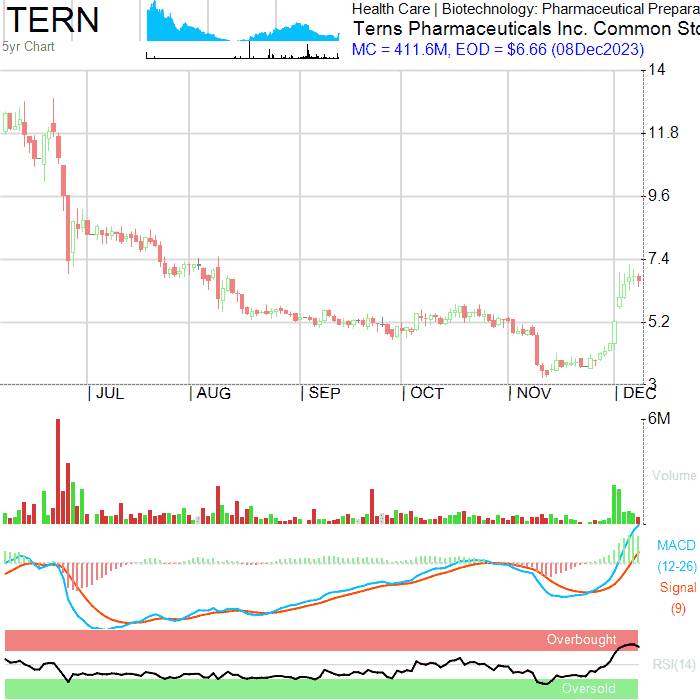 TERN
5yr Chart
Health Care | Biotechnology: Pharmaceutical Prepara
Terns Pharmaceuticals Inc. Common Sto
MC = 411.6M, EOD = $6.66 (08Dec2023)
14
11.8
9.6
7.4
5.2
3
JUL
AUG
SEP
OCT
NOV
DEC
6M
Volume
MACD
(12-26)
Signal
(9)
Overbought
RSI(14)
Oversold